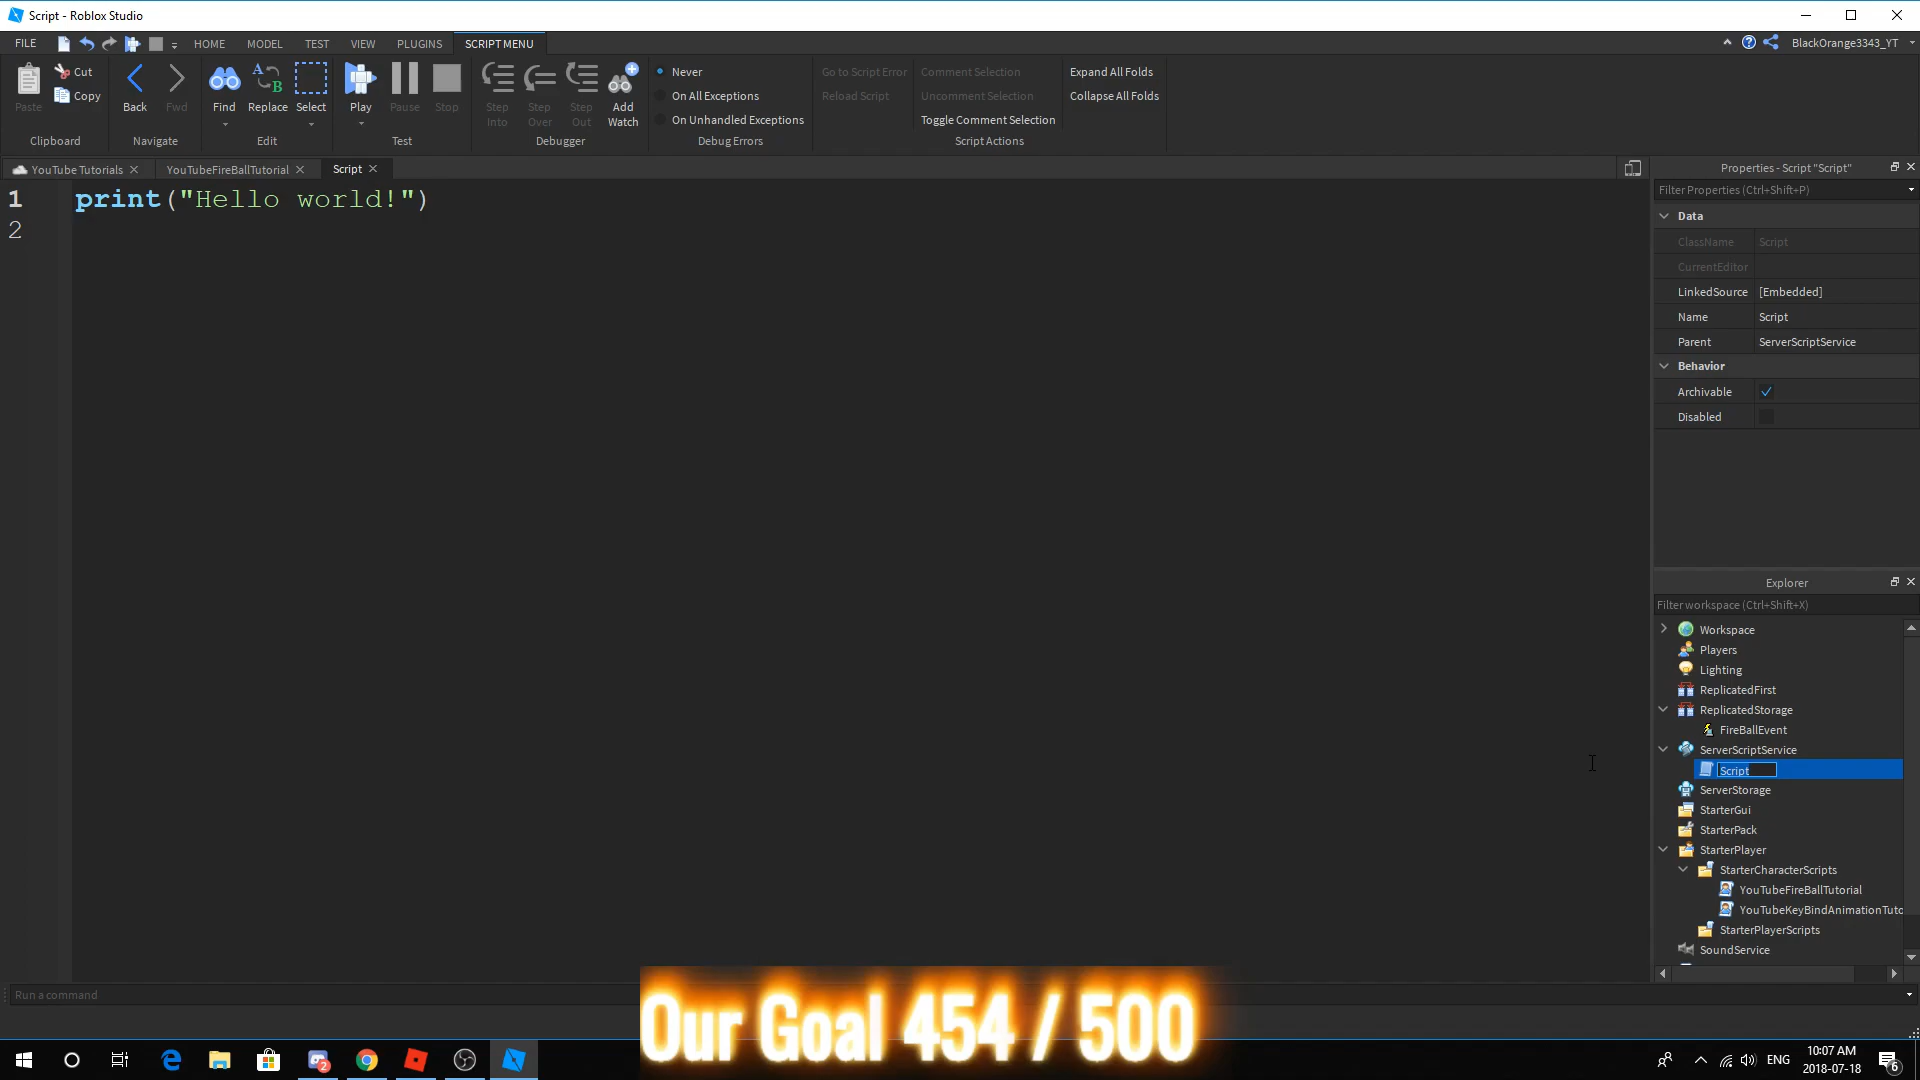 Script - Roblox Studio
FILE HOME MODEL TEST VIEW PLUGINS SCRIPT MENU BlackOrange3343_YT
Paste Cut Copy
Clipboard
Back Fwd
Navigate
Find Replace Select
Edit
Play Pause Stop
Test
Step Into Step Over Step Out Add Watch
Debugger
Never
On All Exceptions
On Unhandled Exceptions
Debug Errors
Go to Script Error Comment Selection
Reload Script Uncomment Selection
Toggle Comment Selection
Script Actions
Expand All Folds
Collapse All Folds
YouTube Tutorials YouTubeFireBallTutorial Script
1 print("Hello world!")
2
Properties - Script "Script"
Filter Properties (Ctrl+Shift+P)
Data
ClassName Script
CurrentEditor
LinkedSource [Embedded]
Name Script
Parent ServerScriptService
Behavior
Archivable
Disabled
Explorer
Filter workspace (Ctrl+Shift+X)
Workspace
Players
Lighting
ReplicatedFirst
ReplicatedStorage
FireBallEvent
ServerScriptService
Script
ServerStorage
StarterGui
StarterPack
StarterPlayer
StarterCharacterScripts
YouTubeFireBallTutorial
YouTubeKeyBindAnimationTuto
StarterPlayerScripts
SoundService
Run a command
Our Goal 454 / 500
2
ENG
10:07 AM
2018-07-18
6